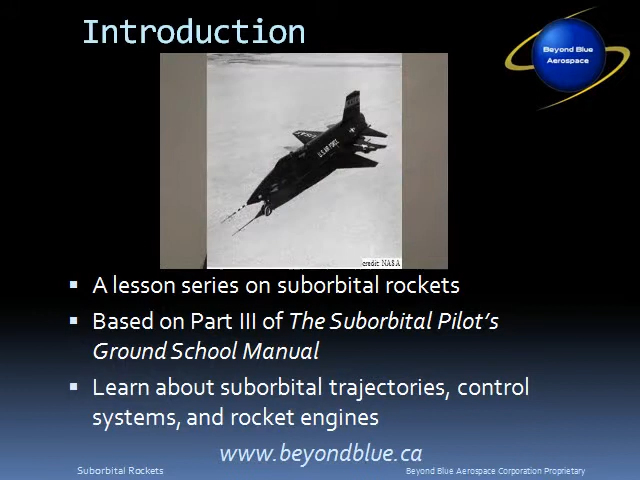 Introduction
Beyond Blue
Aerospace
U.S. AIR FORCE
credit: NASA
A lesson series on suborbital rockets
Based on Part III of The Suborbital Pilot's
Ground School Manual
Learn about suborbital trajectories, control
systems, and rocket engines
www.beyondblue.ca
Suborbital Rockets
Beyond Blue Aerospace Corporation Proprietary